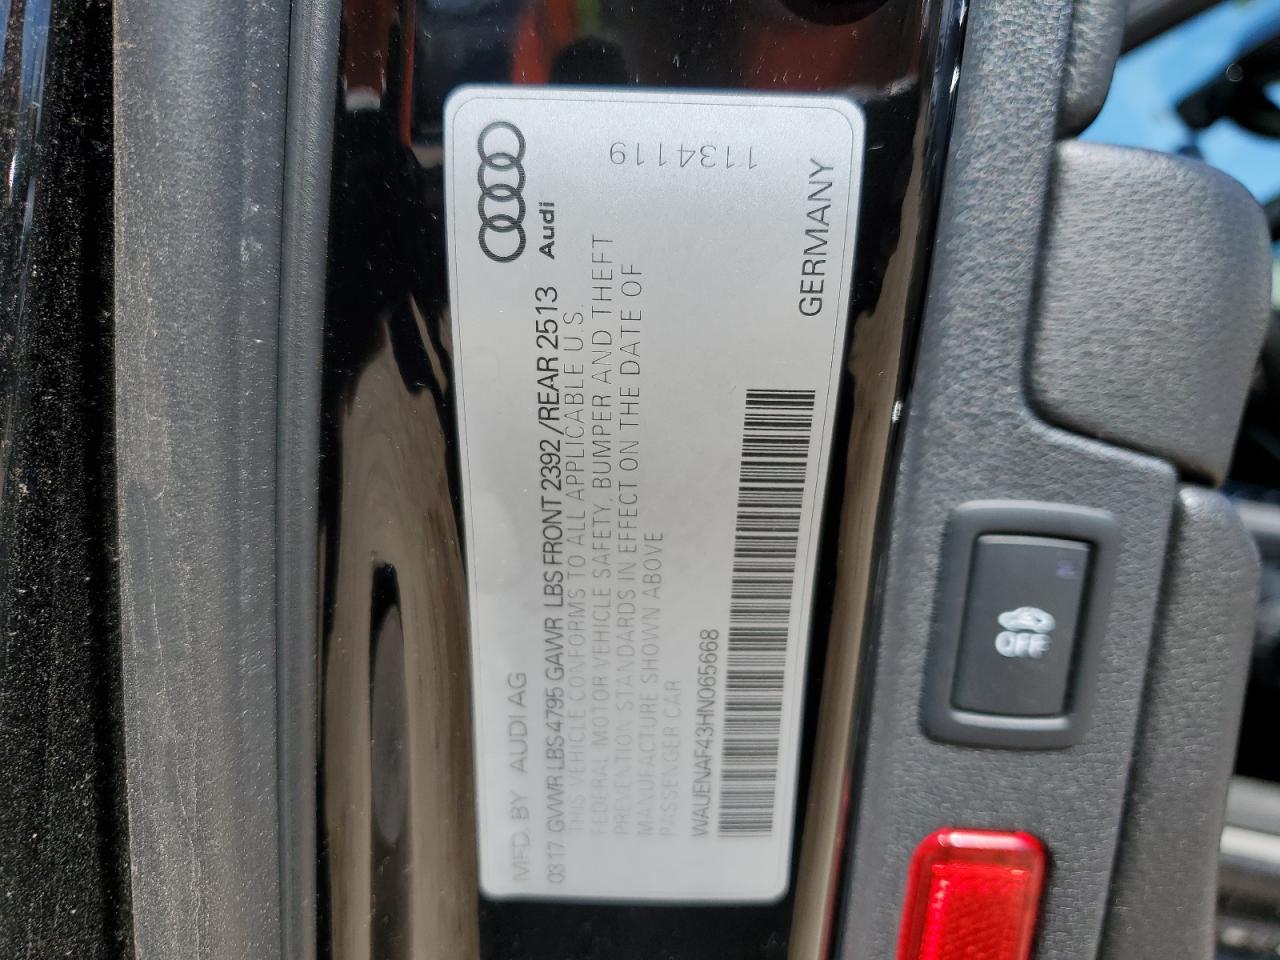 MFD BY AUDI AG
0317 GVWR LBS 4795 GAWR LBS FRONT 2392 /REAR 2513
THIS VEHICLE CONFORMS TO ALL APPLICABLE U.S.
FEDERAL MOTOR VEHICLE SAFETY, BUMPER AND THEFT
PREVENTION STANDARDS IN EFFECT ON THE DATE OF
MANUFACTURE SHOWN ABOVE
PASSENGER CAR
WAUENAF43HN065668
Audi
1134119
GERMANY
OFF